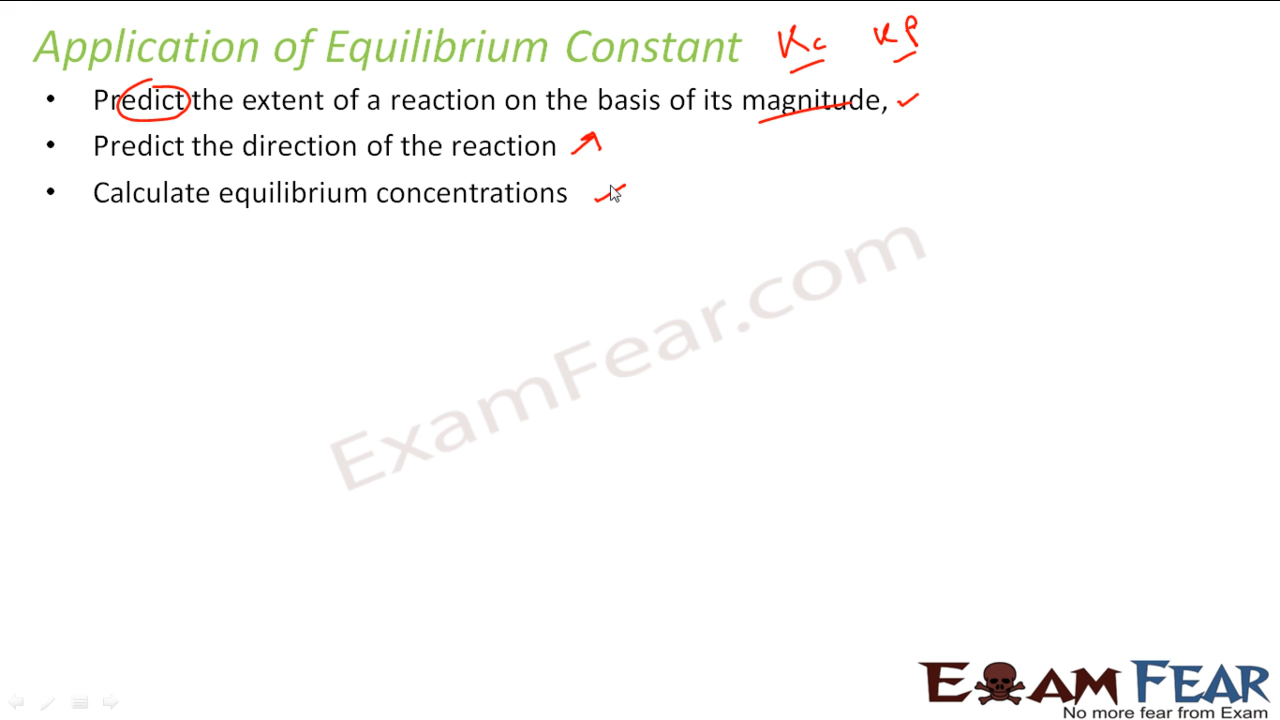 Application of Equilibrium Constant Kc Kp
• Predict the extent of a reaction on the basis of its magnitude,
• Predict the direction of the reaction
• Calculate equilibrium concentrations
ExamFear.com
EXAM FEAR
No more fear from Exam